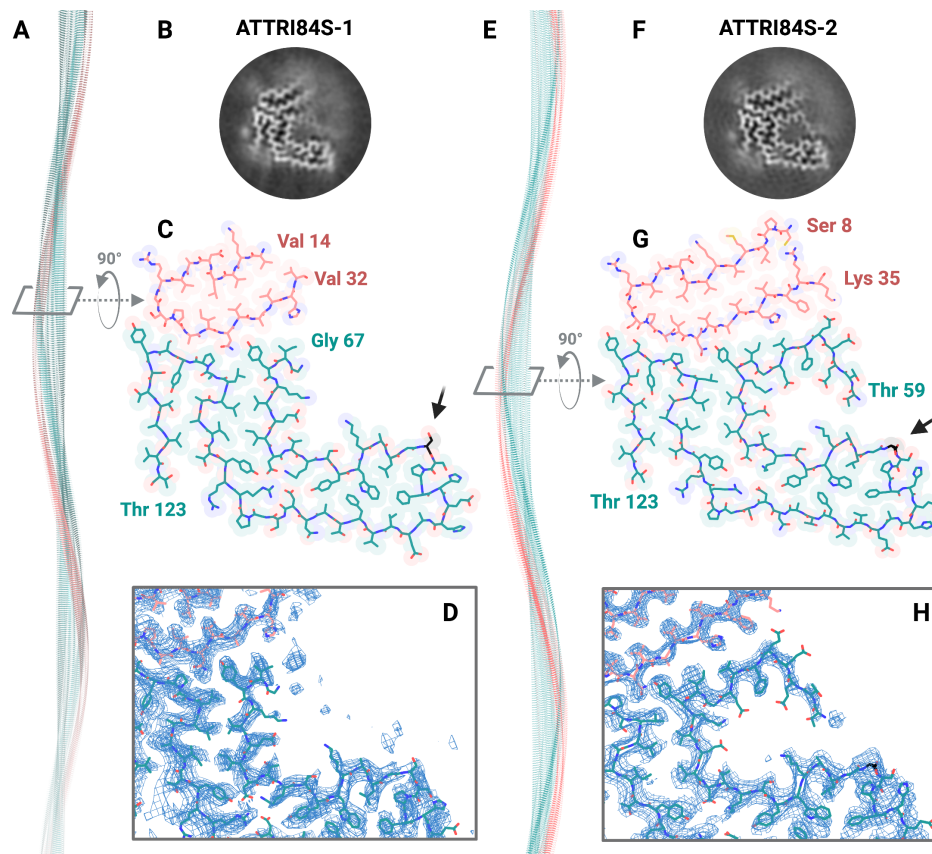 A
B
ATTRI84S-1
E
F
ATTRI84S-2
C
Val 14
Val 32
90°
Gly 67
Thr 123
G
Ser 8
Lys 35
90°
Thr 59
Thr 123
D
H